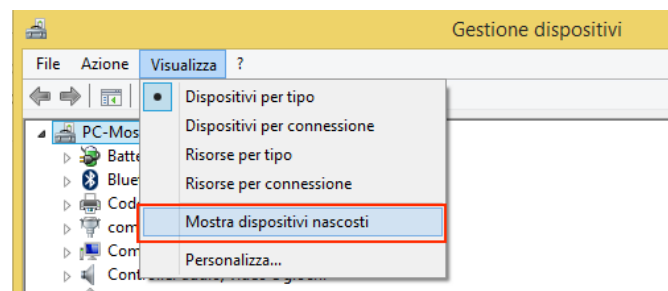 Gestione dispositivi
File Azione Visualizza ?
Dispositivi per tipo
Dispositivi per connessione
Risorse per tipo
Risorse per connessione
Mostra dispositivi nascosti
Personalizza...
PC-Mos
Batte
Blue
Code
com
Com
Cont